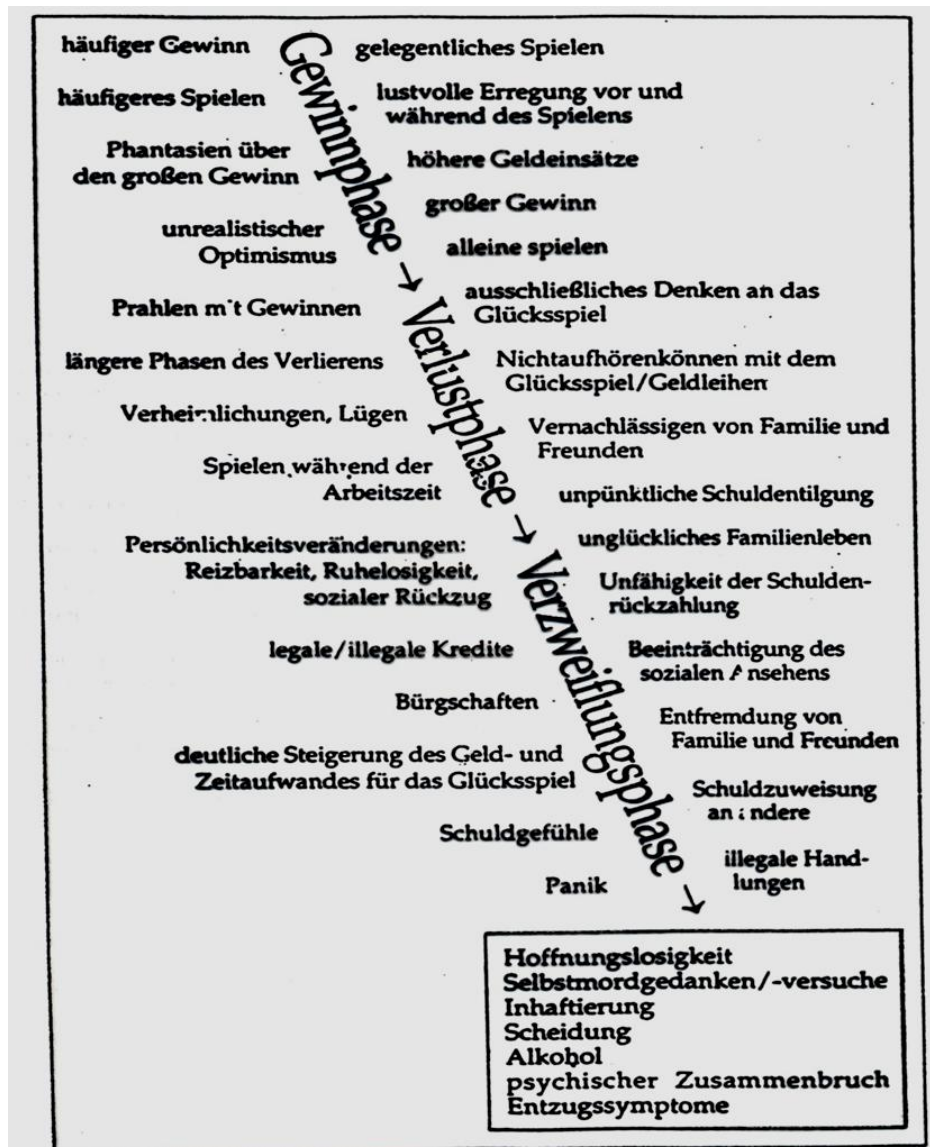 häufiger Gewinn
gelegentliches Spielen
häufigeres Spielen
lustvolle Erregung vor und
während des Spielens
Phantasien über
den großen Gewinn
höhere Geldeinsätze
großer Gewinn
unrealistischer
Optimismus
alleine spielen
Gewinnphase →
Prahlen mit Gewinnen
ausschließliches Denken an das
Glücksspiel
längere Phasen des Verlierens
Nichtaufhörenkönnen mit dem
Glücksspiel/Geldleihen
Verheimlichungen, Lügen
Vernachlässigen von Familie und
Freunden
Spielen während der
Arbeitszeit
unpünktliche Schuldentilgung
Verlustphase →
Persönlichkeitsveränderungen:
Reizbarkeit, Ruhelosigkeit,
sozialer Rückzug
unglückliches Familienleben
Unfähigkeit der Schulden-
rückzahlung
legale/illegale Kredite
Beeinträchtigung des
sozialen Ansehens
Bürgschaften
Entfremdung von
Familie und Freunden
deutliche Steigerung des Geld- und
Zeitaufwandes für das Glücksspiel
Schuldzuweisung
an andere
Schuldgefühle
illegale Hand-
lungen
Panik
Verzweiflungsphase →
Hoffnungslosigkeit
Selbstmordgedanken/-versuche
Inhaftierung
Scheidung
Alkohol
psychischer Zusammenbruch
Entzugssymptome